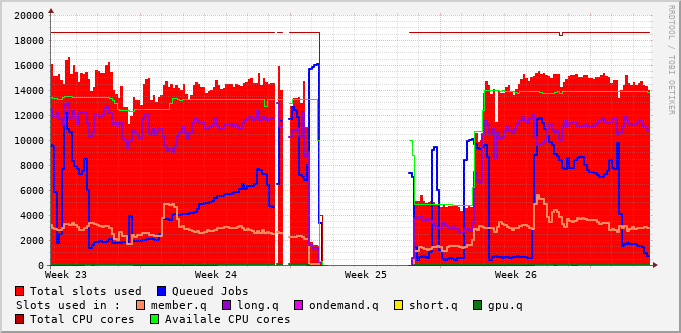 20000
18000
16000
14000
12000
10000
8000
6000
4000
2000
0
Week 23 Week 24 Week 25 Week 26
RRDTOOL / TOBI OETIKER
Total slots used Queued Jobs
Slots used in : member.q long.q ondemand.q short.q gpu.q
Total CPU cores Availale CPU cores